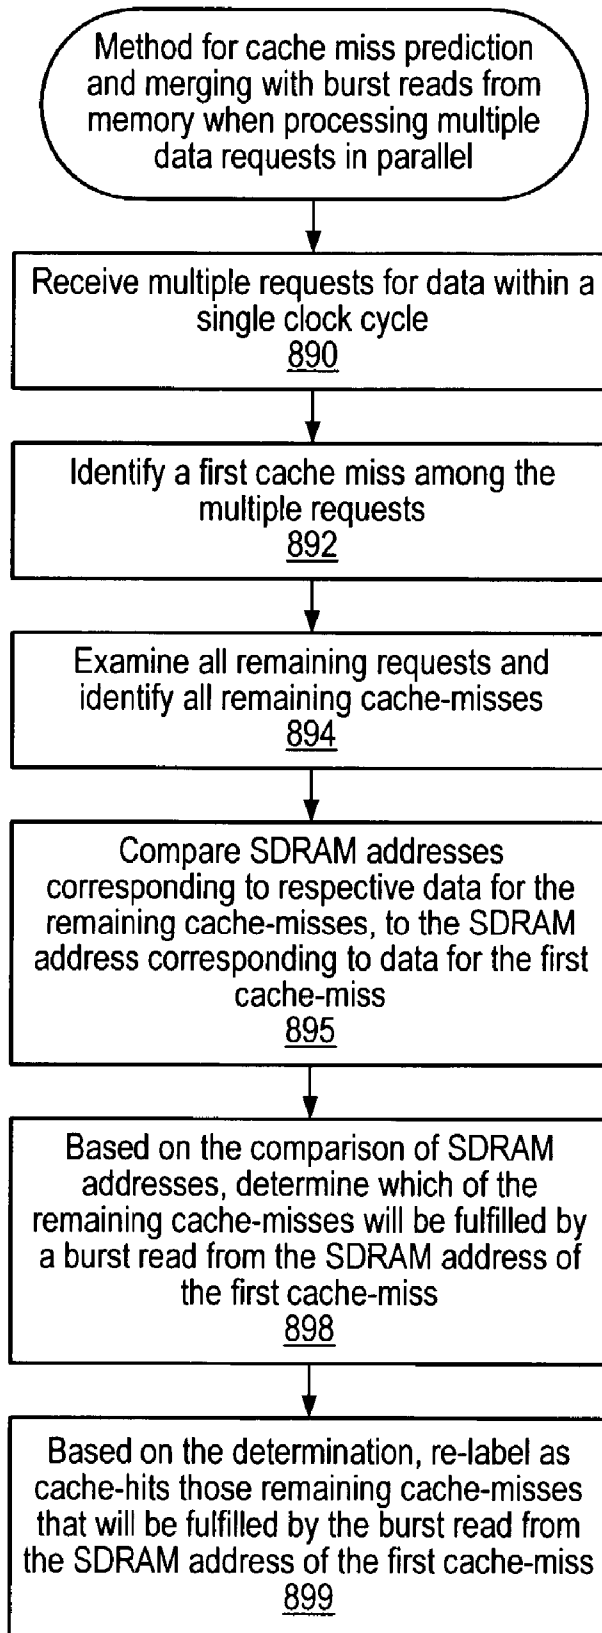 Method for cache miss prediction
and merging with burst reads from
memory when processing multiple
data requests in parallel
Receive multiple requests for data within a
single clock cycle
890
Identify a first cache miss among the
multiple requests
892
Examine all remaining requests and
identify all remaining cache-misses
894
Compare SDRAM addresses
corresponding to respective data for the
remaining cache-misses, to the SDRAM
address corresponding to data for the first
cache-miss
895
Based on the comparison of SDRAM
addresses, determine which of the
remaining cache-misses will be fulfilled by
a burst read from the SDRAM address of
the first cache-miss
898
Based on the determination, re-label as
cache-hits those remaining cache-misses
that will be fulfilled by the burst read from
the SDRAM address of the first cache-miss
899